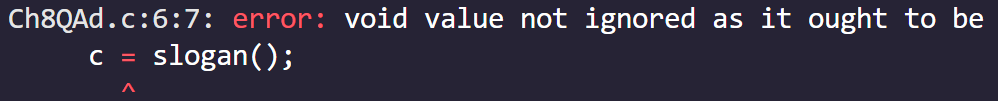 Ch8QAd.c:6:7: error: void value not ignored as it ought to be
c = slogan();
^